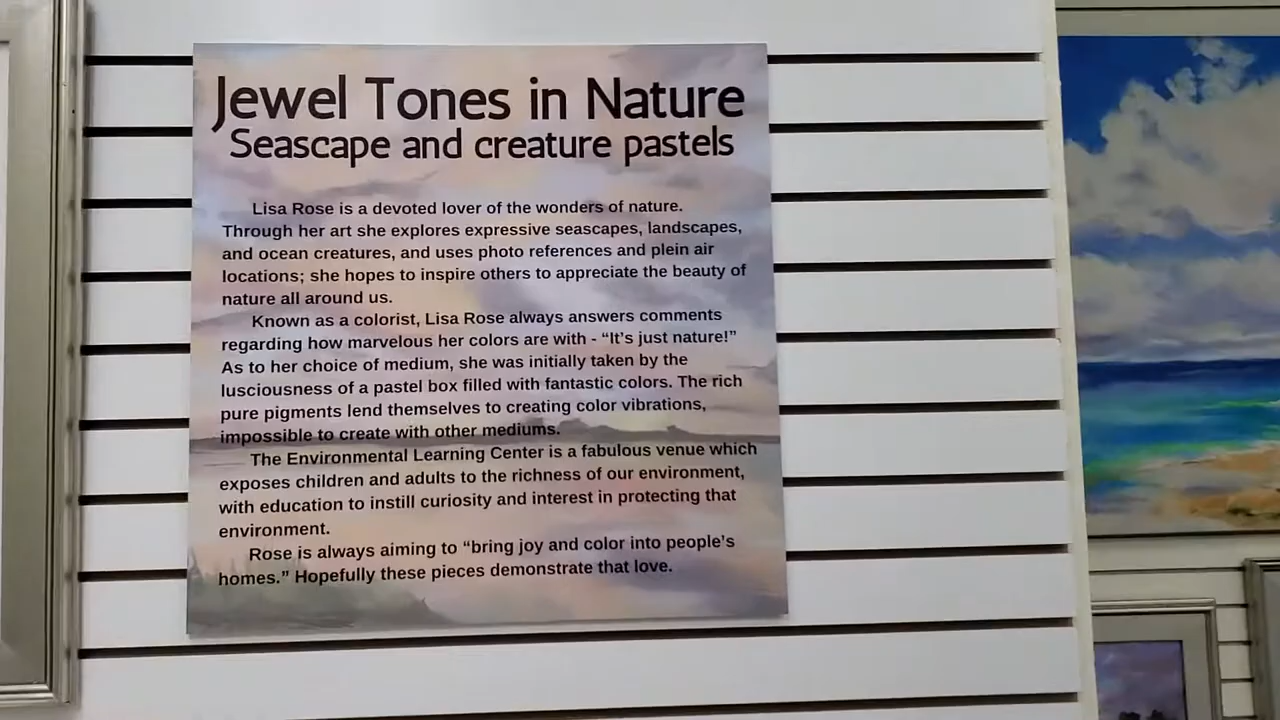 Jewel Tones in Nature
Seascape and creature pastels
Lisa Rose is a devoted lover of the wonders of nature.
Through her art she explores expressive seascapes, landscapes,
and ocean creatures, and uses photo references and plein air
locations; she hopes to inspire others to appreciate the beauty of
nature all around us.
Known as a colorist, Lisa Rose always answers comments
regarding how marvelous her colors are with - “It’s just nature!”
As to her choice of medium, she was initially taken by the
lusciousness of a pastel box filled with fantastic colors. The rich
pure pigments lend themselves to creating color vibrations,
impossible to create with other mediums.
The Environmental Learning Center is a fabulous venue which
exposes children and adults to the richness of our environment,
with education to instill curiosity and interest in protecting that
environment.
Rose is always aiming to “bring joy and color into people’s
homes.” Hopefully these pieces demonstrate that love.